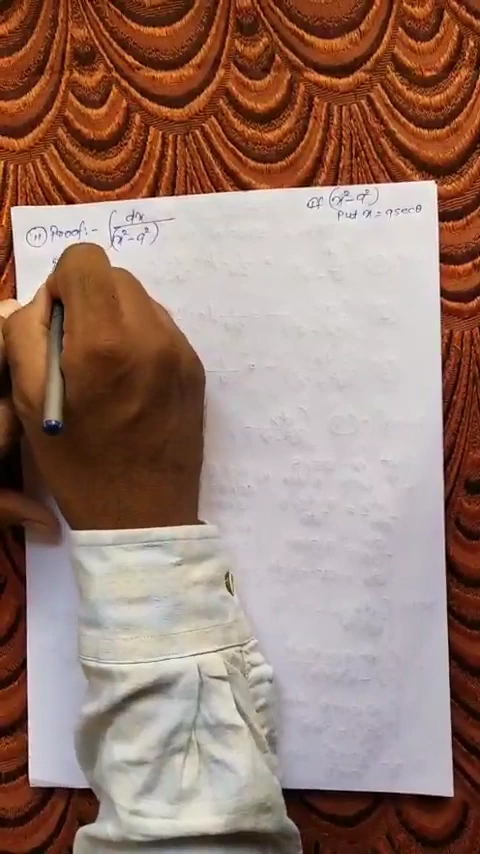 (11) Proof:- ∫ dx / (x² - a²)
If (x² - a²)
Put x = a secθ